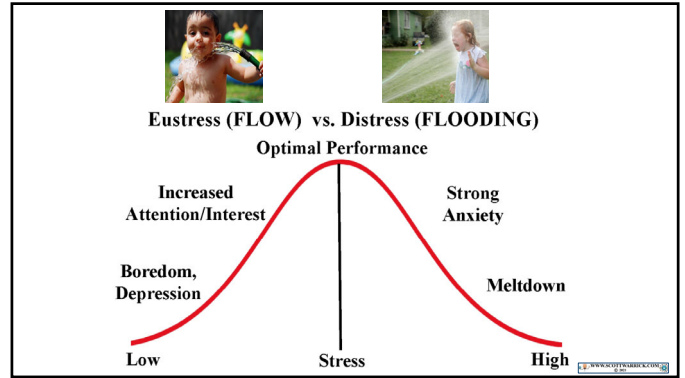 Eustress (FLOW) vs. Distress (FLOODING)
Optimal Performance
Increased
Attention/Interest
Strong
Anxiety
Boredom,
Depression
Meltdown
Low
Stress
High
WWW.SCOTTWARRICK.COM